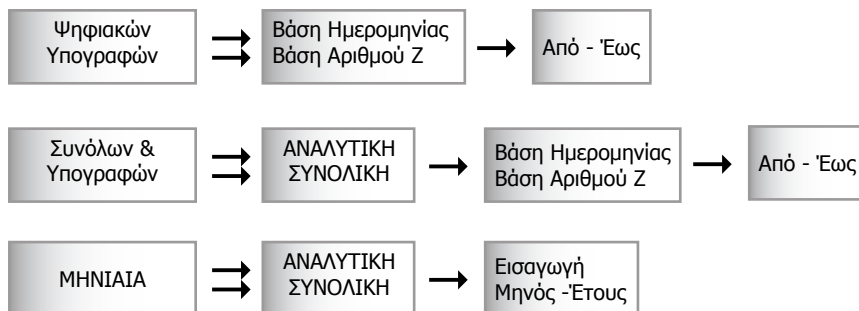 Ψηφιακών
Υπογραφών
Βάση Ημερομηνίας
Βάση Αριθμού Ζ
Από - Έως
Συνόλων &
Υπογραφών
ΑΝΑΛΥΤΙΚΗ
ΣΥΝΟΛΙΚΗ
Βάση Ημερομηνίας
Βάση Αριθμού Ζ
Από - Έως
ΜΗΝΙΑΙΑ
ΑΝΑΛΥΤΙΚΗ
ΣΥΝΟΛΙΚΗ
Εισαγωγή
Μηνός -Έτους